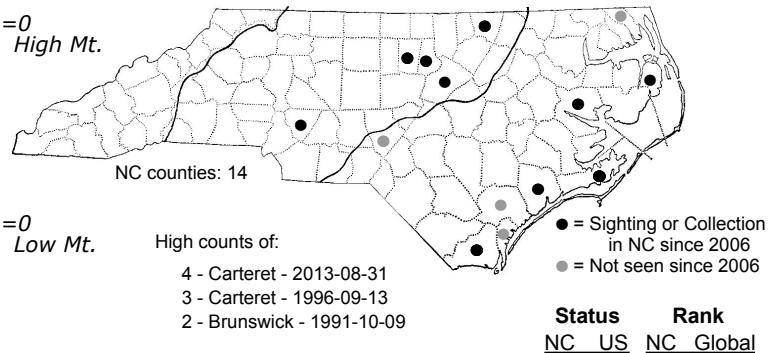 =0
High Mt.
NC counties: 14
=0
Low Mt.
High counts of:
4 - Carteret - 2013-08-31
3 - Carteret - 1996-09-13
2 - Brunswick - 1991-10-09
= Sighting or Collection
in NC since 2006
= Not seen since 2006
Status Rank
NC US NC Global